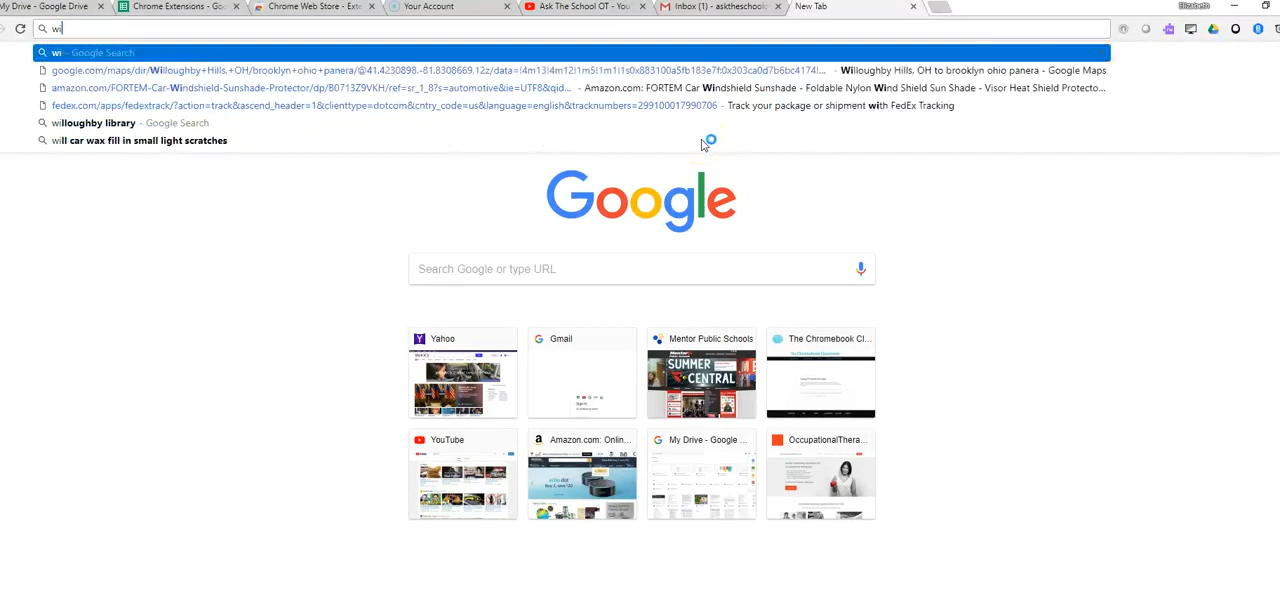 My Drive - Google Drive
Chrome Extensions - Goo
Chrome Web Store - Exte
Your Account
Ask The School OT - You
Inbox (1) - asktheschoolo
New Tab
Elizabeth
wi
wi - Google Search
google.com/maps/dir/Willoughby+Hills,+OH/brooklyn+ohio+panera/@41.4230898,-81.8308669,12z/data=!4m13!4m12!1m5!1m1!1s0x883100a5fb183e7f:0x303ca0d7b6bc4174!... - Willoughby Hills, OH to brooklyn ohio panera - Google Maps
amazon.com/FORTEM-Car-Windshield-Sunshade-Protector/dp/B0713Z9VKH/ref=sr_1_8?s=automotive&ie=UTF8&qid... - Amazon.com: FORTEM Car Windshield Sunshade - Foldable Nylon Wind Shield Sun Shade - Visor Heat Shield Protecto...
fedex.com/apps/fedextrack/?action=track&ascend_header=1&clienttype=dotcom&cntry_code=us&language=english&tracknumbers=299100017990706 - Track your package or shipment with FedEx Tracking
willoughby library - Google Search
will car wax fill in small light scratches
Google
Search Google or type URL
Yahoo
Gmail
Mentor Public Schools
The Chromebook Cl...
SUMMER
CENTRAL
YouTube
Amazon.com: Onlin...
My Drive - Google ...
OccupationalThera...